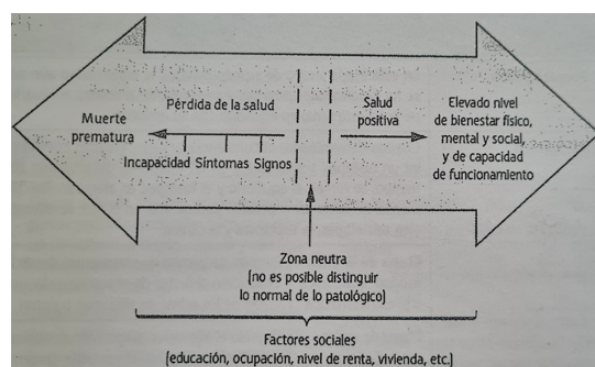 Muerte
prematura
Pérdida de la salud
Incapacidad Síntomas Signos
Salud
positiva
Elevado nivel
de bienestar físico,
mental y social,
y de capacidad
de funcionamiento
Zona neutra
(no es posible distinguir
lo normal de lo patológico)
Factores sociales
(educación, ocupación, nivel de renta, vivienda, etc.)